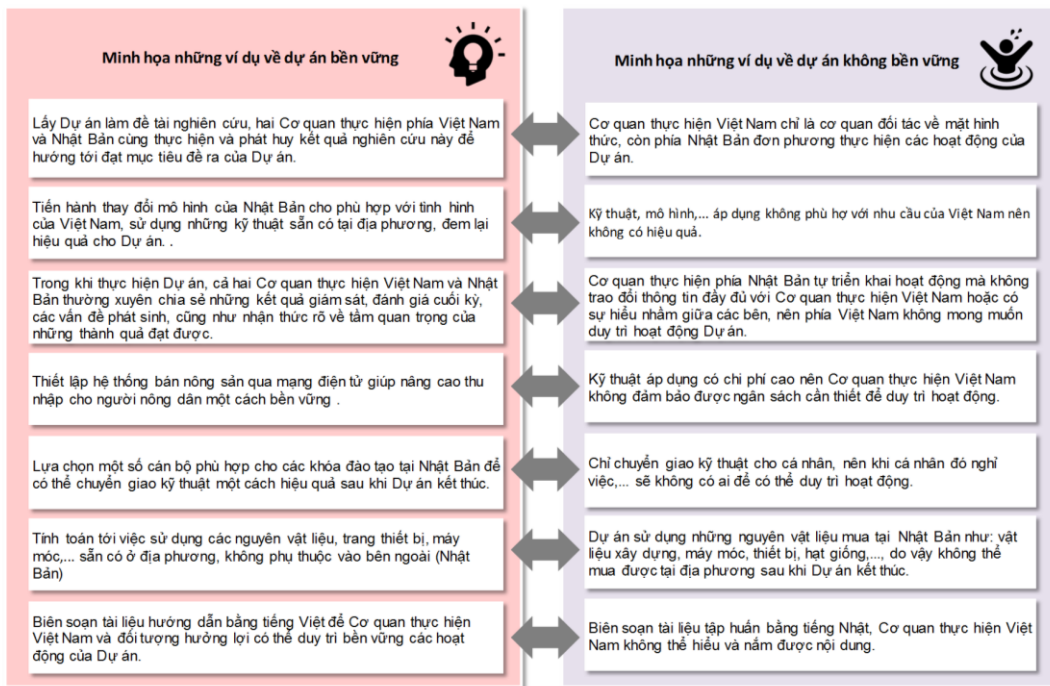 Minh họa những ví dụ về dự án bền vững
Minh họa những ví dụ về dự án không bền vững
Lấy Dự án làm đề tài nghiên cứu, hai Cơ quan thực hiện phía Việt Nam
và Nhật Bản cùng thực hiện và phát huy kết quả nghiên cứu này để
hướng tới đạt mục tiêu đề ra của Dự án.
Cơ quan thực hiện Việt Nam chỉ là cơ quan đối tác về mặt hình
thức, còn phía Nhật Bản đơn phương thực hiện các hoạt động của
Dự án.
Tiến hành thay đổi mô hình của Nhật Bản cho phù hợp với tình hình
của Việt Nam, sử dụng những kỹ thuật sẵn có tại địa phương, đem lại
hiệu quả cho Dự án. .
Kỹ thuật, mô hình,... áp dụng không phù hợ với nhu cầu của Việt Nam nên
không có hiệu quả.
Trong khi thực hiện Dự án, cả hai Cơ quan thực hiện Việt Nam và Nhật
Bản thường xuyên chia sẻ những kết quả giám sát, đánh giá cuối kỳ,
các vấn đề phát sinh, cũng như nhận thức rõ về tầm quan trọng của
những thành quả đạt được.
Cơ quan thực hiện phía Nhật Bản tự triển khai hoạt động mà không
trao đổi thông tin đầy đủ với Cơ quan thực hiện Việt Nam hoặc có
sự hiểu nhầm giữa các bên, nên phía Việt Nam không mong muốn
duy trì hoạt động Dự án.
Thiết lập hệ thống bán nông sản qua mạng điện tử giúp nâng cao thu
nhập cho người nông dân một cách bền vững .
Kỹ thuật áp dụng có chi phí cao nên Cơ quan thực hiện Việt Nam
không đảm bảo được ngân sách cần thiết để duy trì hoạt động.
Lựa chọn một số cán bộ phù hợp cho các khóa đào tạo tại Nhật Bản để
có thể chuyển giao kỹ thuật một cách hiệu quả sau khi Dự án kết thúc.
Chỉ chuyển giao kỹ thuật cho cá nhân, nên khi cá nhân đó nghỉ
việc,... sẽ không có ai để có thể duy trì hoạt động.
Tính toán tới việc sử dụng các nguyên vật liệu, trang thiết bị, máy
móc,... sẵn có ở địa phương, không phụ thuộc vào bên ngoài (Nhật
Bản)
Dự án sử dụng những nguyên vật liệu mua tại Nhật Bản như: vật
liệu xây dựng, máy móc, thiết bị, hạt giống,..., do vậy không thể
mua được tại địa phương sau khi Dự án kết thúc.
Biên soạn tài liệu hướng dẫn bằng tiếng Việt để Cơ quan thực hiện
Việt Nam và đối tượng hưởng lợi có thể duy trì bền vững các hoạt
động của Dự án.
Biên soạn tài liệu tập huấn bằng tiếng Nhật, Cơ quan thực hiện Việt
Nam không thể hiểu và nắm được nội dung.